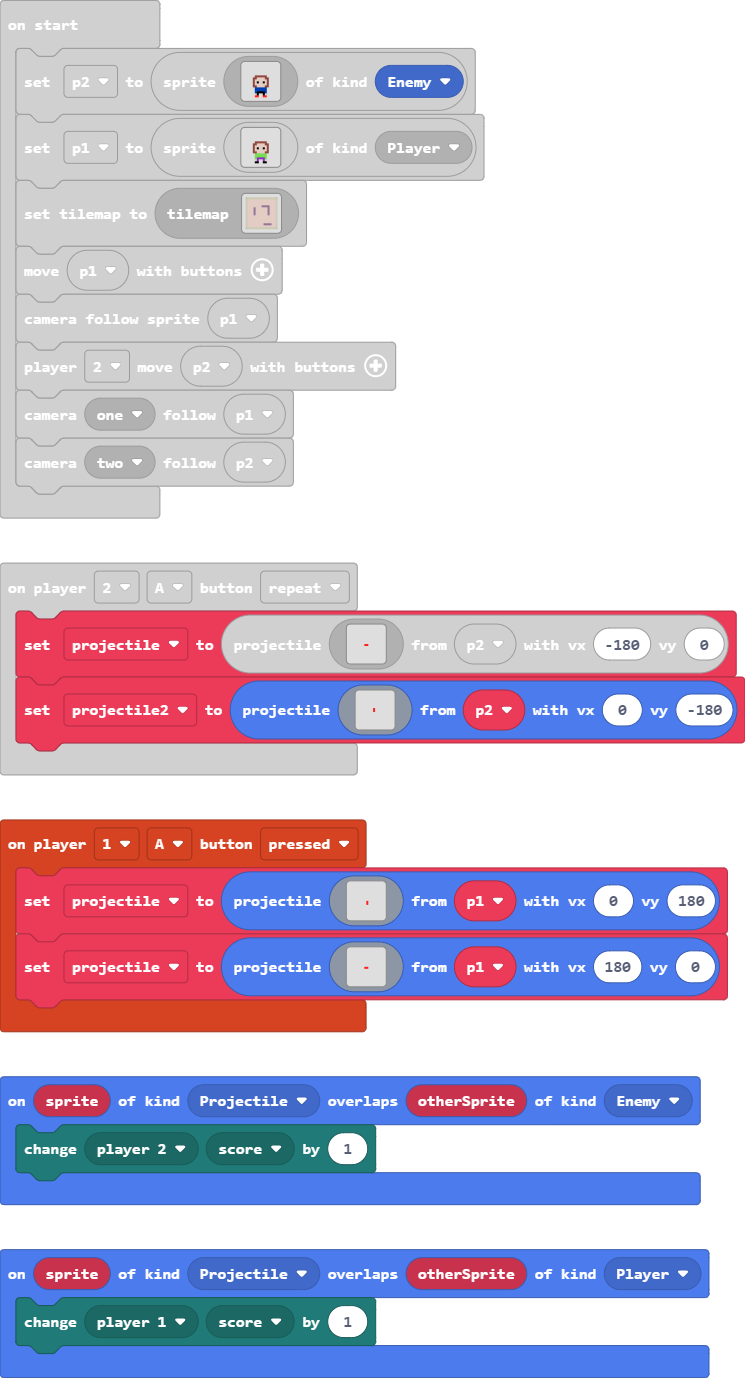 on start
set p2 to sprite of kind Enemy
set p1 to sprite of kind Player
set tilemap to tilemap
move p1 with buttons
camera follow sprite p1
player 2 move p2 with buttons
camera one follow p1
camera two follow p2
on player 2 A button repeat
set projectile to projectile from p2 with vx -180 vy 0
set projectile2 to projectile from p2 with vx 0 vy -180
on player 1 A button pressed
set projectile to projectile from p1 with vx 0 vy 180
set projectile to projectile from p1 with vx 180 vy 0
on sprite of kind Projectile overlaps otherSprite of kind Enemy
change player 2 score by 1
on sprite of kind Projectile overlaps otherSprite of kind Player
change player 1 score by 1